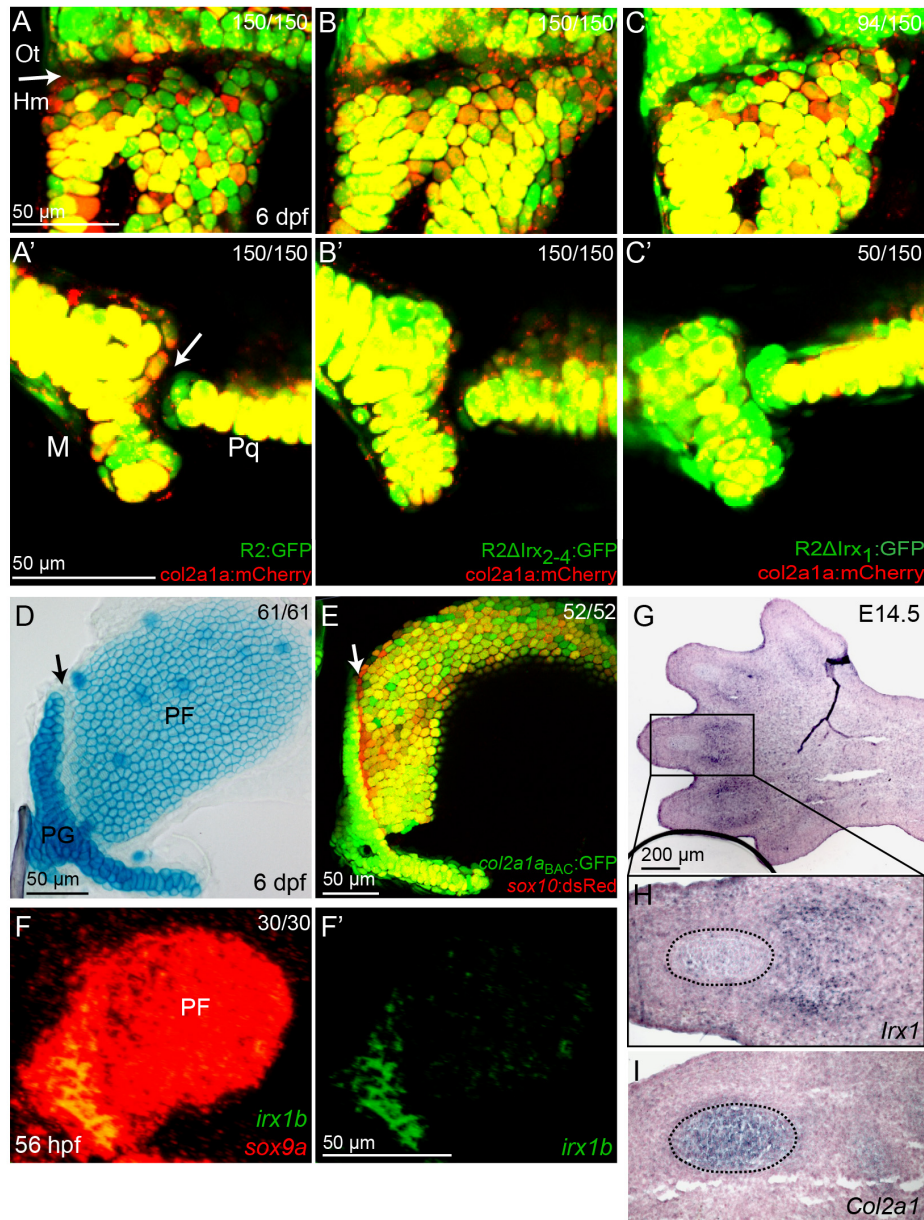 A
150/150
Ot
Hm
50 µm
6 dpf
B
150/150
C
94/150
A'
150/150
M
Pq
R2:GFP
50 µm
col2a1a:mCherry
B'
150/150
R2ΔIrx2-4:GFP
col2a1a:mCherry
C'
50/150
R2ΔIrx1:GFP
col2a1a:mCherry
D
61/61
PF
PG
50 µm
6 dpf
E
52/52
col2a1aBAC:GFP
50 µm
sox10:dsRed
F
30/30
PF
irx1b
56 hpf
sox9a
F'
50 µm
irx1b
G
E14.5
200 µm
H
Irx1
I
Col2a1